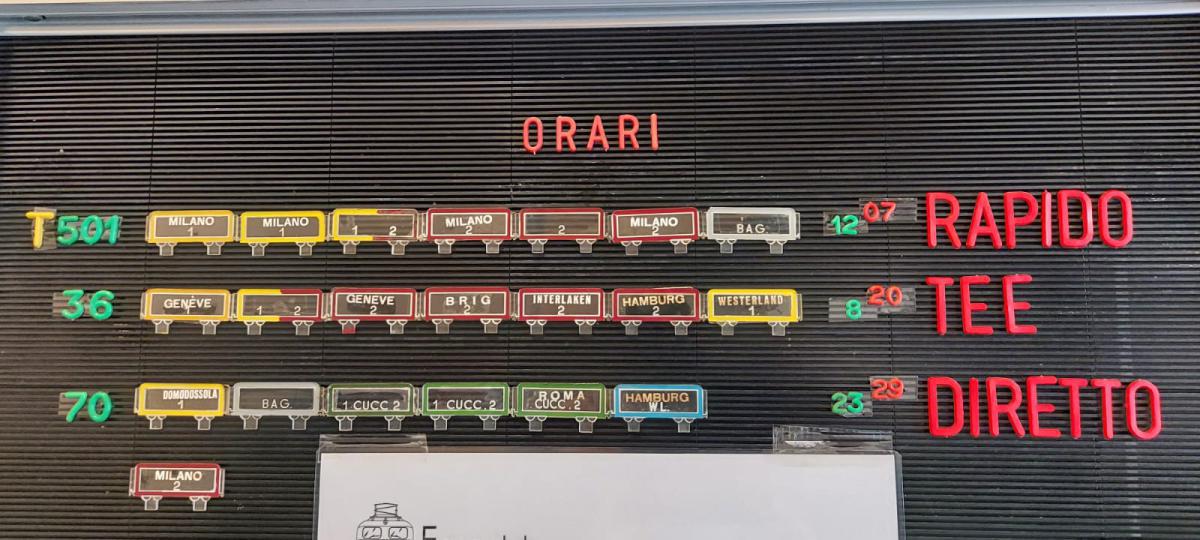 ORARI
T501 MILANO 1 MILANO 1 1 2 MILANO 2 2 MILANO 2 BAG. 12 07 RAPIDO
36 GENÈVE 1 1 2 GENEVE 2 BRIG 2 INTERLAKEN 2 HAMBURG 2 WESTERLAND 1 8 20 TEE
70 DOMODOSSOLA 1 BAG. 1 CUCC. 2 1 CUCC. 2 ROMA CUCC. 2 HAMBURG WL. 23 29 DIRETTO
MILANO 2